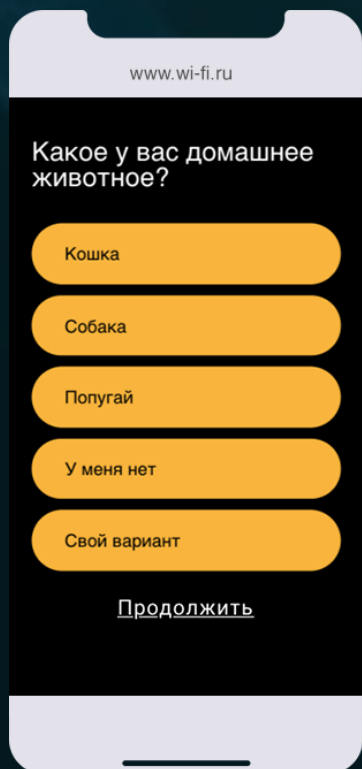 www.wi-fi.ru
Какое у вас домашнее
животное?
Кошка
Собака
Попугай
У меня нет
Свой вариант
Продолжить